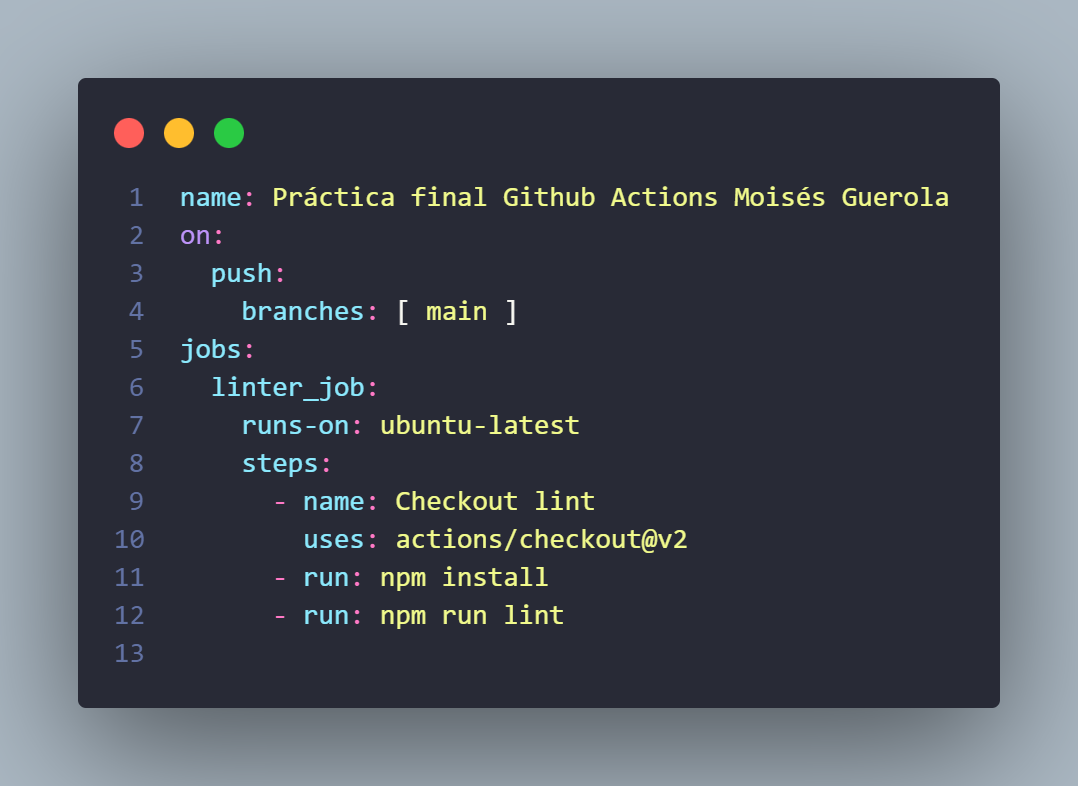 1 name: Práctica final Github Actions Moisés Guerola
2 on:
3   push:
4     branches: [ main ]
5 jobs:
6   linter_job:
7     runs-on: ubuntu-latest
8     steps:
9       - name: Checkout lint
10         uses: actions/checkout@v2
11       - run: npm install
12       - run: npm run lint
13